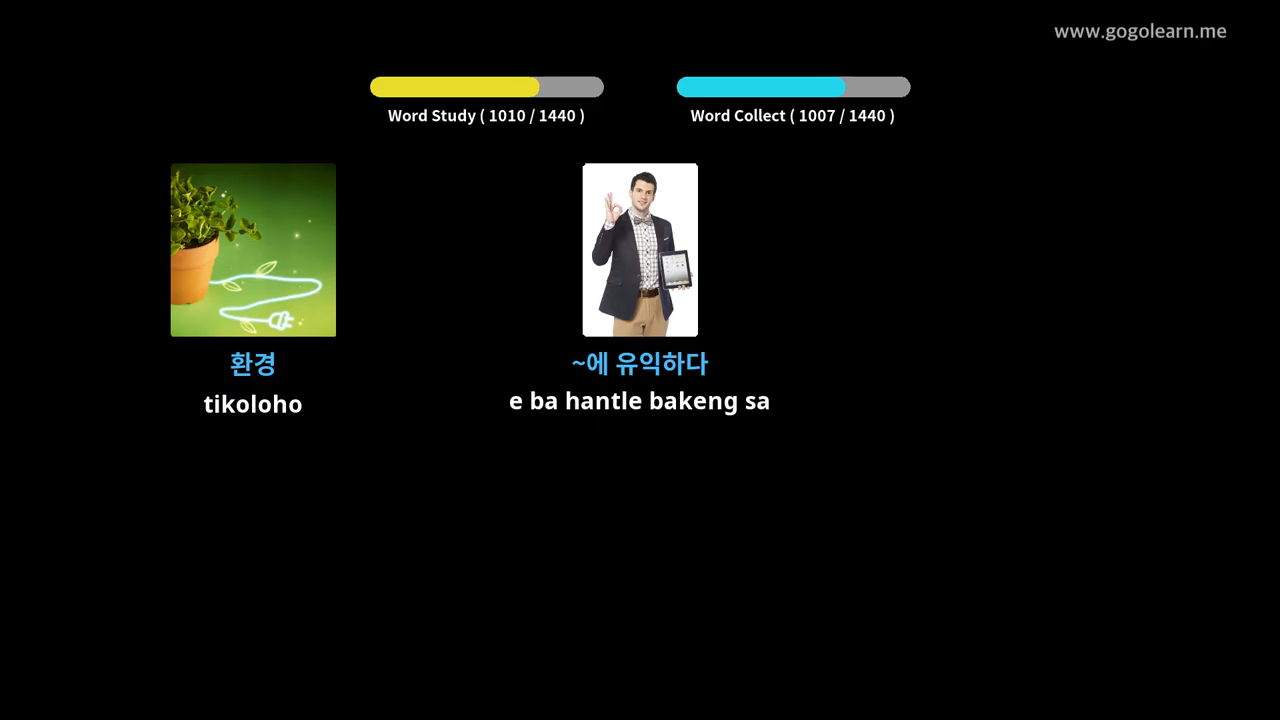 www.gogolearn.me
Word Study ( 1010 / 1440 )
Word Collect ( 1007 / 1440 )
환경
tikoloho
~에 유익하다
e ba hantle bakeng sa